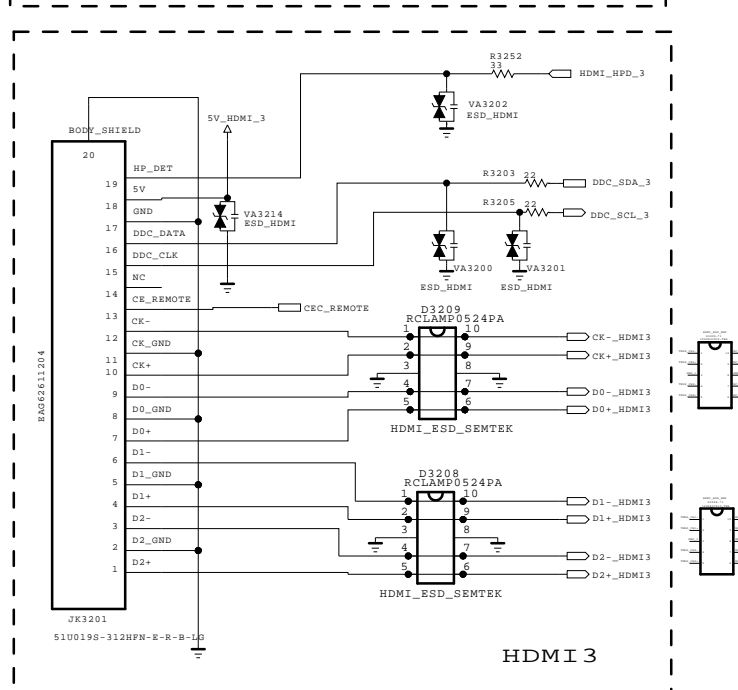 R3252
33
HDMI_HPD_3
VA3202
ESD_HDMI
5V_HDMI_3
BODY_SHIELD
20
HP_DET
19
5V
18
GND
17
DDC_DATA
16
DDC_CLK
15
NC
14
CE_REMOTE
13
CK-
12
CK_GND
11
10
CK+
D0-
9
D0_GND
8
D0+
7
D1-
6
D1_GND
5
D1+
4
D2-
3
D2_GND
2
D2+
1
EAG62611204
JK3201
51U019S-312HFN-E-R-B-LG
VA3214
ESD_HDMI
R3203 22
DDC_SDA_3
R3205 22
DDC_SCL_3
VA3200
ESD_HDMI
VA3201
ESD_HDMI
CEC_REMOTE
D3209
RCLAMP0524PA
1 10
CK-_HDMI3
2 9
CK+_HDMI3
3 8
4 7
D0-_HDMI3
5 6
D0+_HDMI3
HDMI_ESD_SEMTEK
D3208
RCLAMP0524PA
1 10
D1-_HDMI3
2 9
D1+_HDMI3
3 8
4 7
D2-_HDMI3
5 6
D2+_HDMI3
HDMI_ESD_SEMTEK
HDMI3